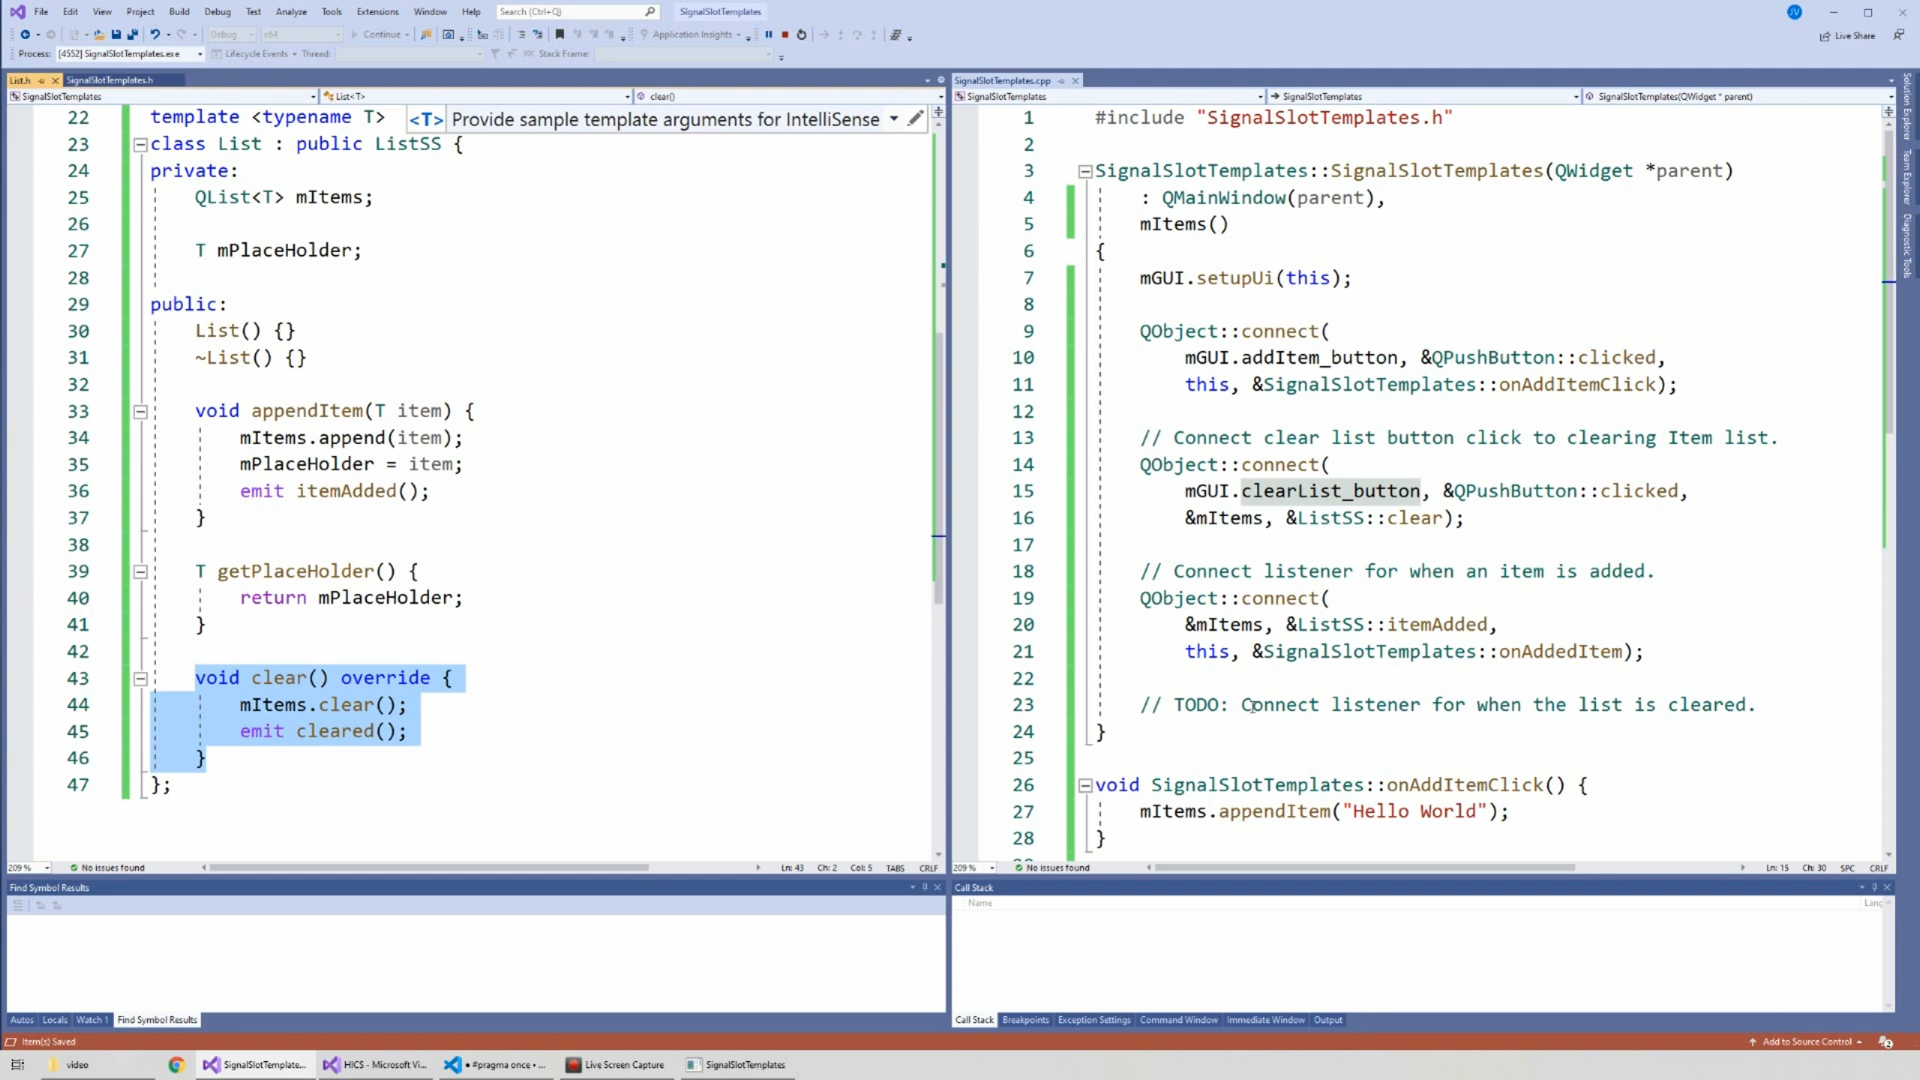 File Edit View Project Build Debug Test Analyze Tools Extensions Window Help Search (Ctrl+Q) SignalSlotTemplates JV
Debug x64 Continue Application Insights Live Share
Process: [4552] SignalSlotTemplates.exe Lifecycle Events Thread: Stack Frame:
List.h SignalSlotTemplates.h
SignalSlotTemplates List<T> clear()
22 template <typename T> <T> Provide sample template arguments for IntelliSense
23 class List : public ListSS {
24 private:
25 QList<T> mItems;
26
27 T mPlaceHolder;
28
29 public:
30 List() {}
31 ~List() {}
32
33 void appendItem(T item) {
34 mItems.append(item);
35 mPlaceHolder = item;
36 emit itemAdded();
37 }
38
39 T getPlaceHolder() {
40 return mPlaceHolder;
41 }
42
43 void clear() override {
44 mItems.clear();
45 emit cleared();
46 }
47 };
209 % No issues found Ln: 43 Ch: 2 Col: 5 TABS CRLF
SignalSlotTemplates.cpp
SignalSlotTemplates SignalSlotTemplates SignalSlotTemplates(QWidget * parent)
1 #include "SignalSlotTemplates.h"
2
3 SignalSlotTemplates::SignalSlotTemplates(QWidget *parent)
4 : QMainWindow(parent),
5 mItems()
6 {
7 mGUI.setupUi(this);
8
9 QObject::connect(
10 mGUI.addItem_button, &QPushButton::clicked,
11 this, &SignalSlotTemplates::onAddItemClick);
12
13 // Connect clear list button click to clearing Item list.
14 QObject::connect(
15 mGUI.clearList_button, &QPushButton::clicked,
16 &mItems, &ListSS::clear);
17
18 // Connect listener for when an item is added.
19 QObject::connect(
20 &mItems, &ListSS::itemAdded,
21 this, &SignalSlotTemplates::onAddedItem);
22
23 // TODO: Connect listener for when the list is cleared.
24 }
25
26 void SignalSlotTemplates::onAddItemClick() {
27 mItems.appendItem("Hello World");
28 }
209 % No issues found Ln: 15 Ch: 30 SPC CRLF
Solution Explorer Team Explorer Diagnostic Tools
Find Symbol Results
Autos Locals Watch 1 Find Symbol Results
Call Stack
Name Lang
Call Stack Breakpoints Exception Settings Command Window Immediate Window Output
Item(s) Saved Add to Source Control 2
video SignalSlotTemplate... HICS - Microsoft Vi... #pragma once • ... Live Screen Capture SignalSlotTemplates